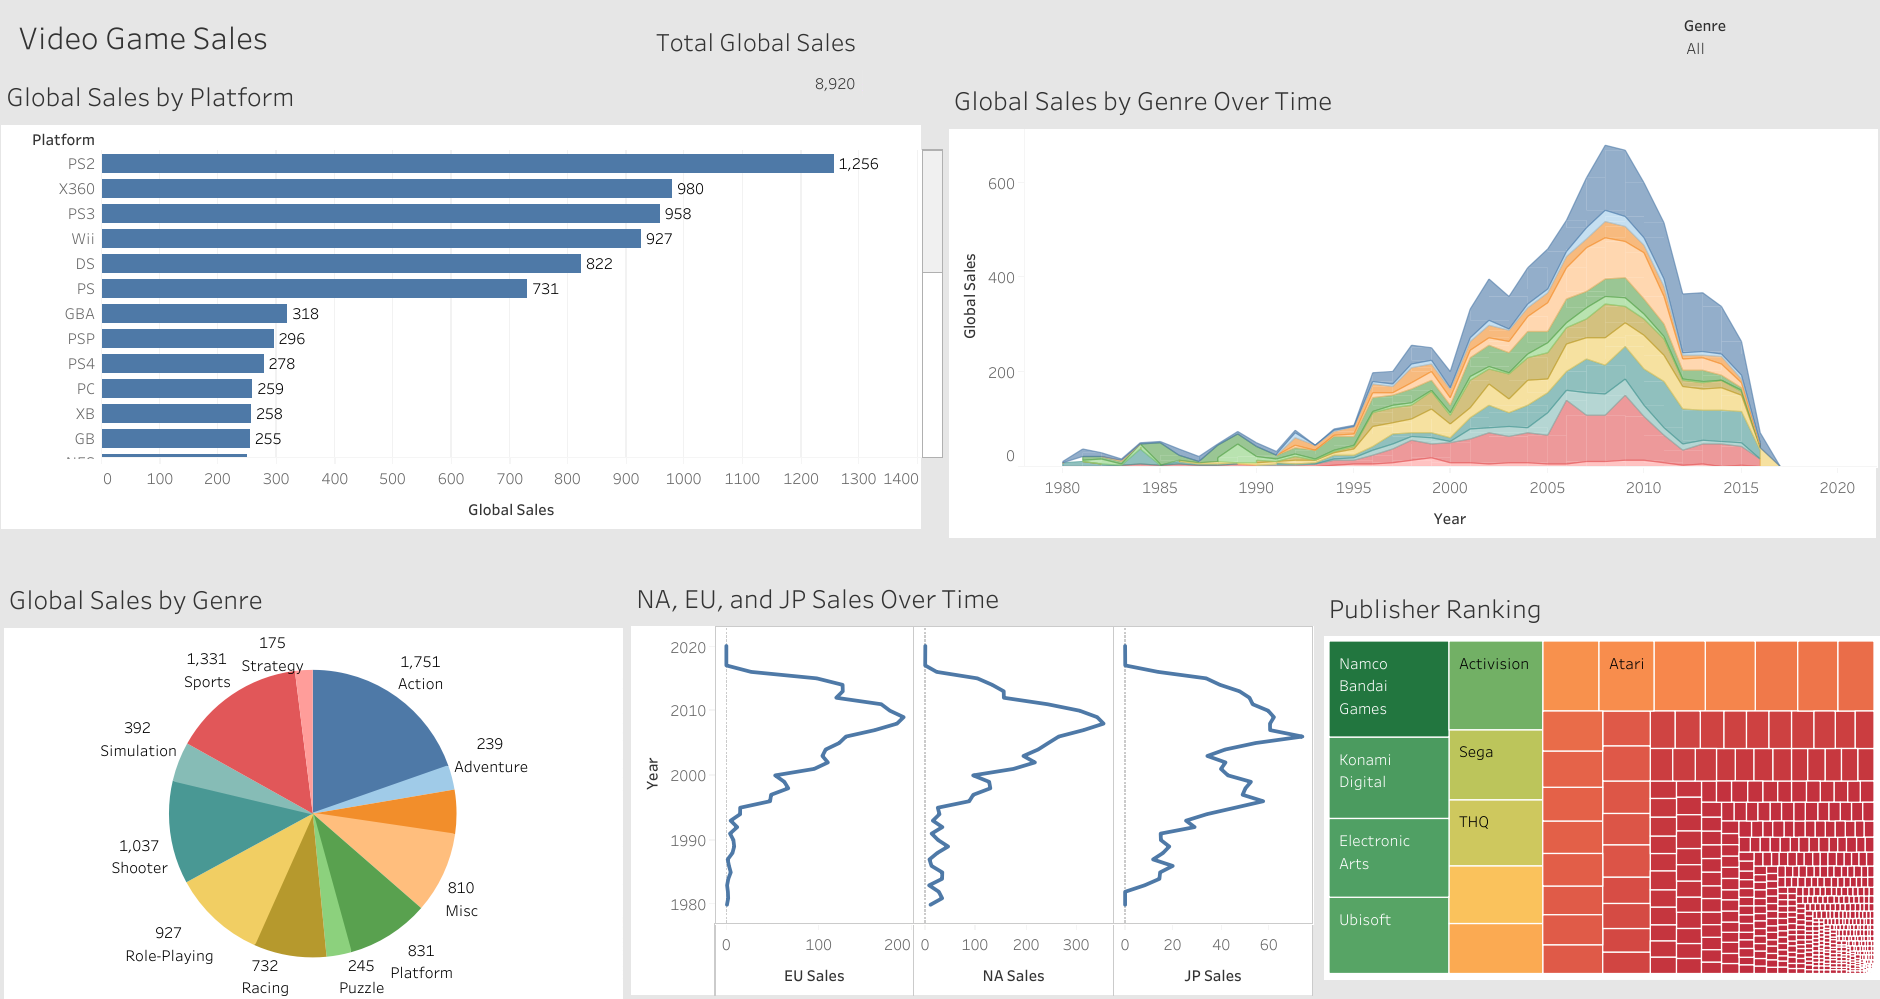 Video Game Sales
Total Global Sales
8,920
Genre
All
Global Sales by Platform
Platform
PS2 1,256
X360 980
PS3 958
Wii 927
DS 822
PS 731
GBA 318
PSP 296
PS4 278
PC 259
XB 258
GB 255
0 100 200 300 400 500 600 700 800 900 1000 1100 1200 1300 1400
Global Sales
Global Sales by Genre Over Time
Global Sales
600
400
200
0
1980 1985 1990 1995 2000 2005 2010 2015 2020
Year
Global Sales by Genre
175
Strategy
1,331
Sports
1,751
Action
392
Simulation
239
Adventure
1,037
Shooter
810
Misc
927
Role-Playing
732
Racing
245
Puzzle
831
Platform
NA, EU, and JP Sales Over Time
Year
2020
2010
2000
1990
1980
0 100 200
0 100 200 300
0 20 40 60
EU Sales
NA Sales
JP Sales
Publisher Ranking
Namco
Bandai
Games
Konami
Digital
Electronic
Arts
Ubisoft
Activision
Sega
THQ
Atari